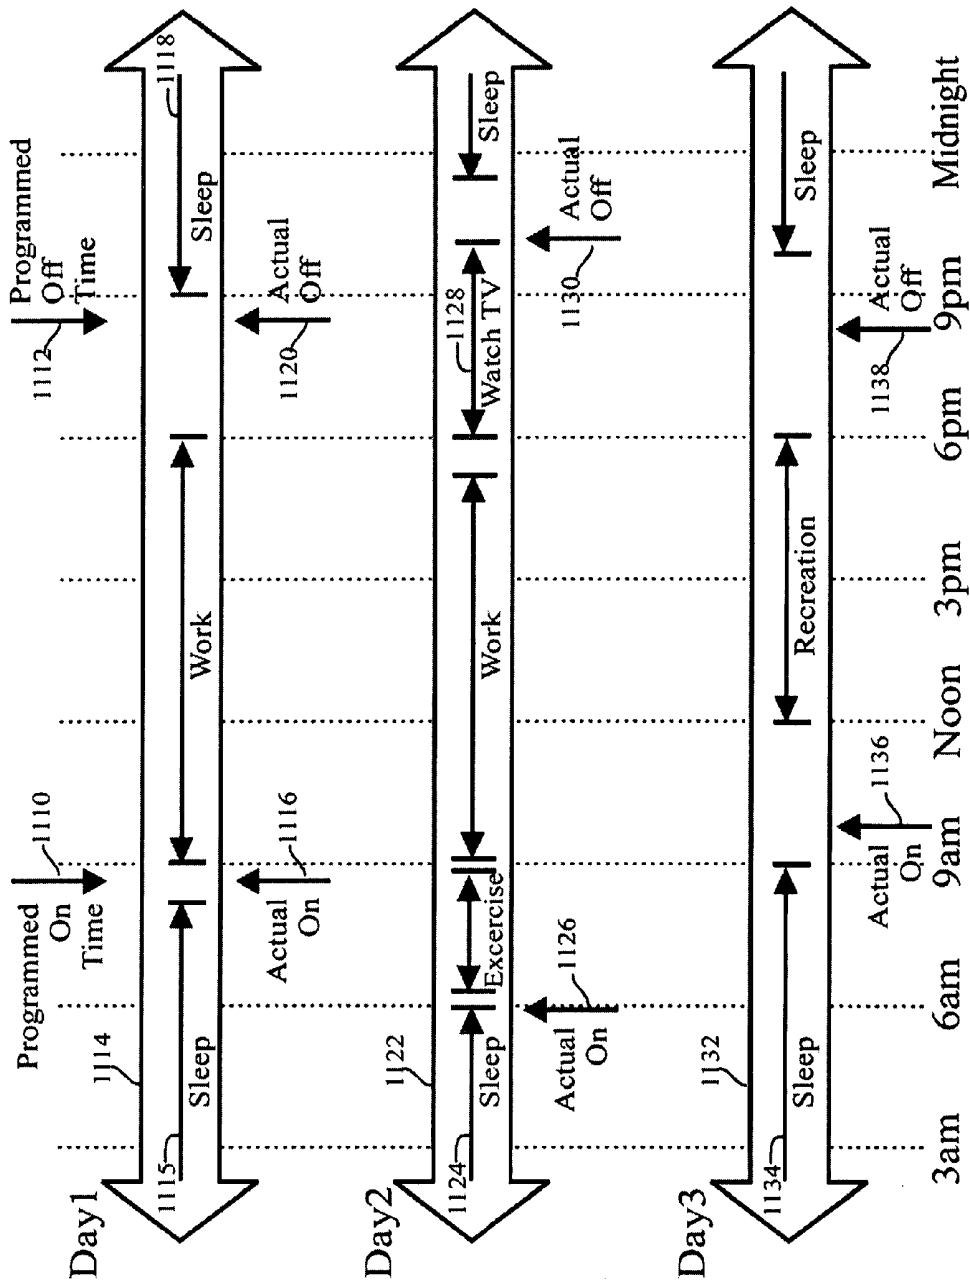 Programmed
On
Time
1110
Programmed
Off
Time
1112
Day1
1114
1115
Sleep
Work
Sleep
1118
Actual
On
1116
Actual
Off
1120
Day2
1122
1124
Sleep
Excercise
Work
Watch TV
1128
Sleep
Actual
On
1126
Actual
Off
1130
Day3
1132
1134
Sleep
Recreation
Sleep
Actual
On
1136
Actual
Off
1138
3am
6am
9am
Noon
3pm
6pm
9pm
Midnight